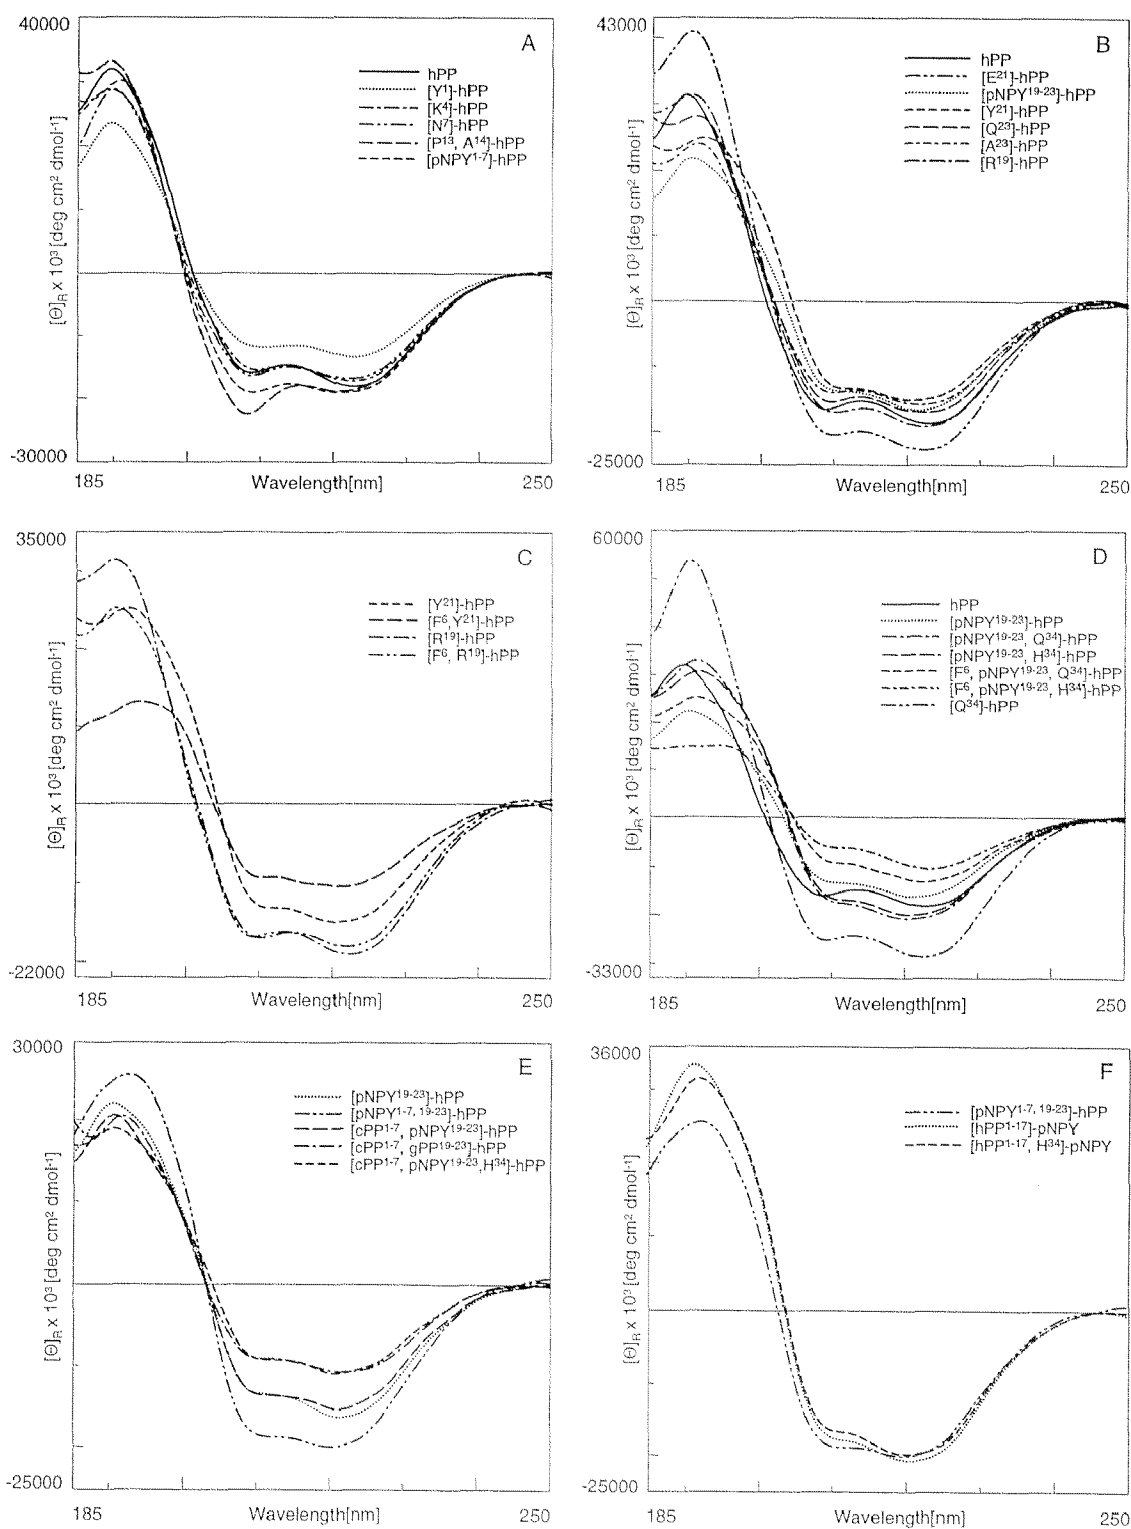 40000
A
hPP
[Y1]-hPP
[K4]-hPP
[N7]-hPP
[P13, A14]-hPP
[pNPY1-7]-hPP
[Θ]R x 10³ [deg cm² dmol-1]
-30000
185
Wavelength[nm]
250
43000
B
hPP
[E21]-hPP
[pNPY19-23]-hPP
[Y21]-hPP
[Q23]-hPP
[A23]-hPP
[R19]-hPP
[Θ]R x 10³ [deg cm² dmol-1]
-25000
185
Wavelength[nm]
250
35000
C
[Y21]-hPP
[F6,Y21]-hPP
[R19]-hPP
[F6, R19]-hPP
[Θ]R x 10³ [deg cm² dmol-1]
-22000
185
Wavelength[nm]
250
60000
D
hPP
[pNPY19-23]-hPP
[pNPY19-23, Q34]-hPP
[pNPY19-23, H34]-hPP
[F6, pNPY19-23, Q34]-hPP
[F6, pNPY19-23, H34]-hPP
[Q34]-hPP
[Θ]R x 10³ [deg cm² dmol-1]
-33000
185
Wavelength[nm]
250
30000
E
[pNPY19-23]-hPP
[pNPY1-7, 19-23]-hPP
[cPP1-7, pNPY19-23]-hPP
[cPP1-7, gPP19-23]-hPP
[cPP1-7, pNPY19-23,H34]-hPP
[Θ]R x 10³ [deg cm² dmol-1]
-25000
185
Wavelength[nm]
250
36000
F
[pNPY1-7, 19-23]-hPP
[hPP1-17]-pNPY
[hPP1-17, H34]-pNPY
[Θ]R x 10³ [deg cm² dmol-1]
-25000
185
Wavelength[nm]
250